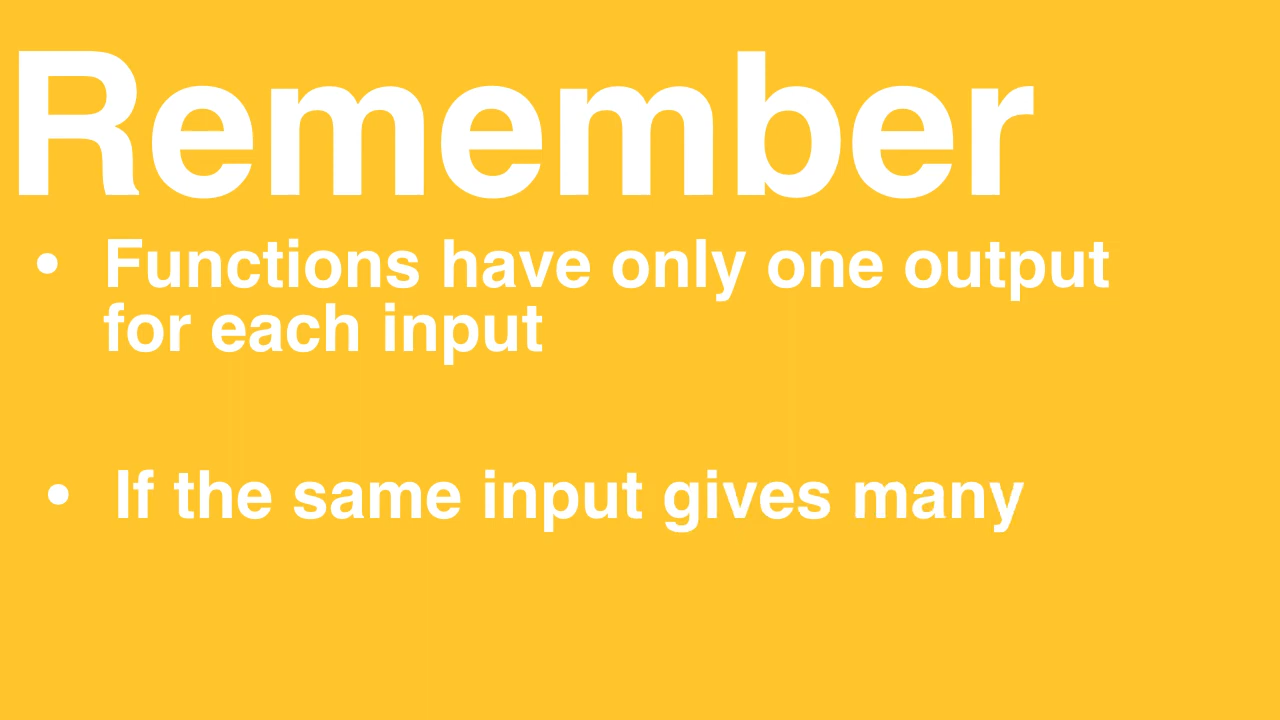 Remember
• Functions have only one output
for each input
• If the same input gives many